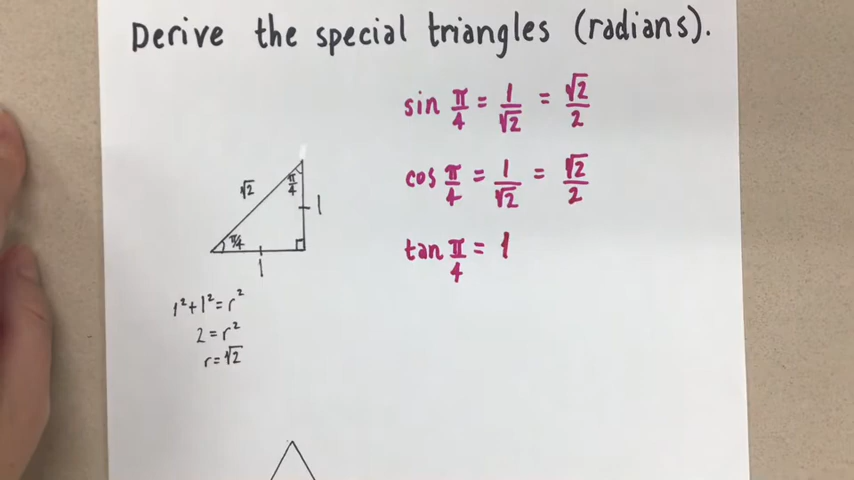 Derive the special triangles (radians).
sin π/4 = 1/√2 = √2/2
cos π/4 = 1/√2 = √2/2
tan π/4 = 1
√2
π/4
1
π/4
1
1² + 1² = r²
2 = r²
r = √2